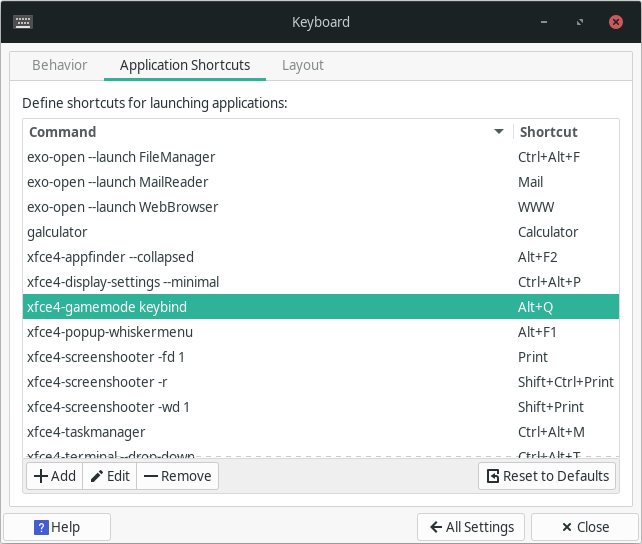 Keyboard
Behavior Application Shortcuts Layout
Define shortcuts for launching applications:
Command Shortcut
exo-open --launch FileManager Ctrl+Alt+F
exo-open --launch MailReader Mail
exo-open --launch WebBrowser WWW
galculator Calculator
xfce4-appfinder --collapsed Alt+F2
xfce4-display-settings --minimal Ctrl+Alt+P
xfce4-gamemode keybind Alt+Q
xfce4-popup-whiskermenu Alt+F1
xfce4-screenshooter -fd 1 Print
xfce4-screenshooter -r Shift+Ctrl+Print
xfce4-screenshooter -wd 1 Shift+Print
xfce4-taskmanager Ctrl+Alt+M
xfce4-terminal --drop-down Ctrl+Alt+T
Add Edit Remove Reset to Defaults
? Help All Settings Close